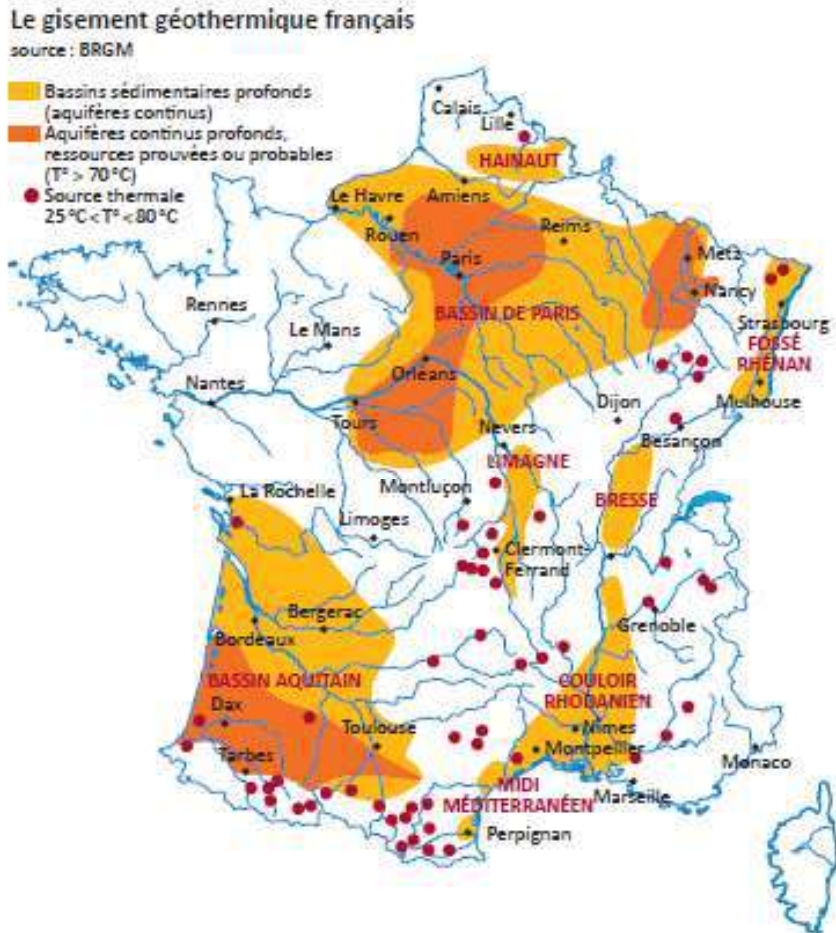 Le gisement géothermique français
source : BRGM
Bassins sédimentaires profonds
(aquifères continus)
Aquifères continus profonds,
ressources prouvées ou probables
(T° > 70 °C)
Source thermale
25 °C < T° < 80 °C
Calais
Lille
HAINAUT
Le Havre
Amiens
Rouen
Reims
Paris
Metz
Nancy
Rennes
BASSIN DE PARIS
Strasbourg
Le Mans
FOSSÉ
RHÉNAN
Orléans
Nantes
Mulhouse
Tours
Dijon
Nevers
Besançon
LIMAGNE
La Rochelle
Montluçon
BRESSE
Limoges
Clermont-
Ferrand
Bergerac
Grenoble
Bordeaux
BASSIN AQUITAIN
COULOIR
RHODANIEN
Dax
Toulouse
Nîmes
Tarbes
Montpellier
Monaco
MIDI
MÉDITERRANÉEN
Marseille
Perpignan